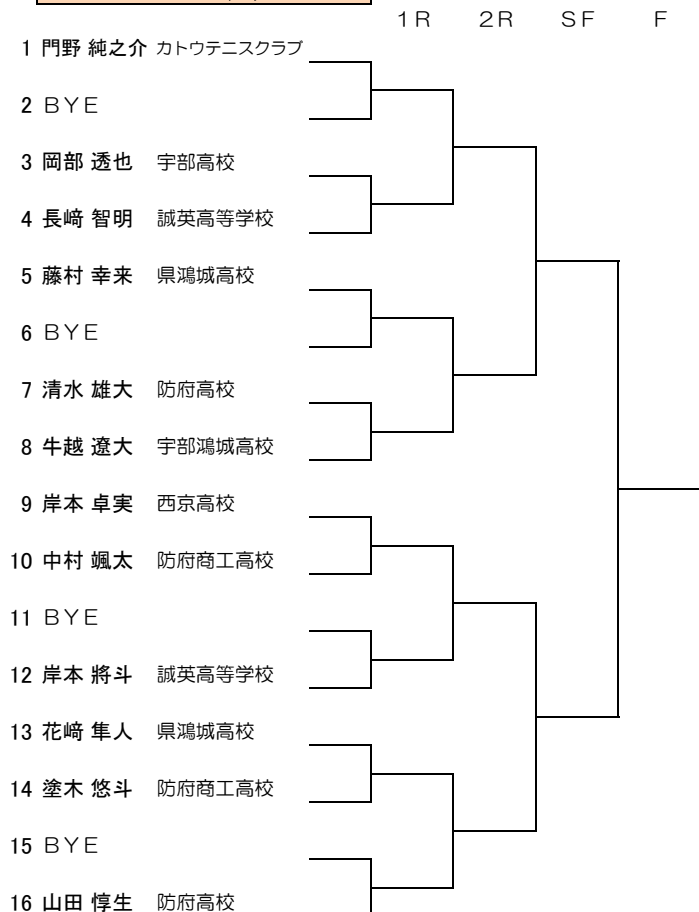 １Ｒ ２Ｒ ＳＦ Ｆ
1 門野 純之介 カトウテニスクラブ
2 ＢＹＥ
3 岡部 透也 宇部高校
4 長﨑 智明 誠英高等学校
5 藤村 幸来 県鴻城高校
6 ＢＹＥ
7 清水 雄大 防府高校
8 牛越 遼大 宇部鴻城高校
9 岸本 卓実 西京高校
10 中村 颯太 防府商工高校
11 ＢＹＥ
12 岸本 將斗 誠英高等学校
13 花﨑 隼人 県鴻城高校
14 塗木 悠斗 防府商工高校
15 ＢＹＥ
16 山田 惇生 防府高校